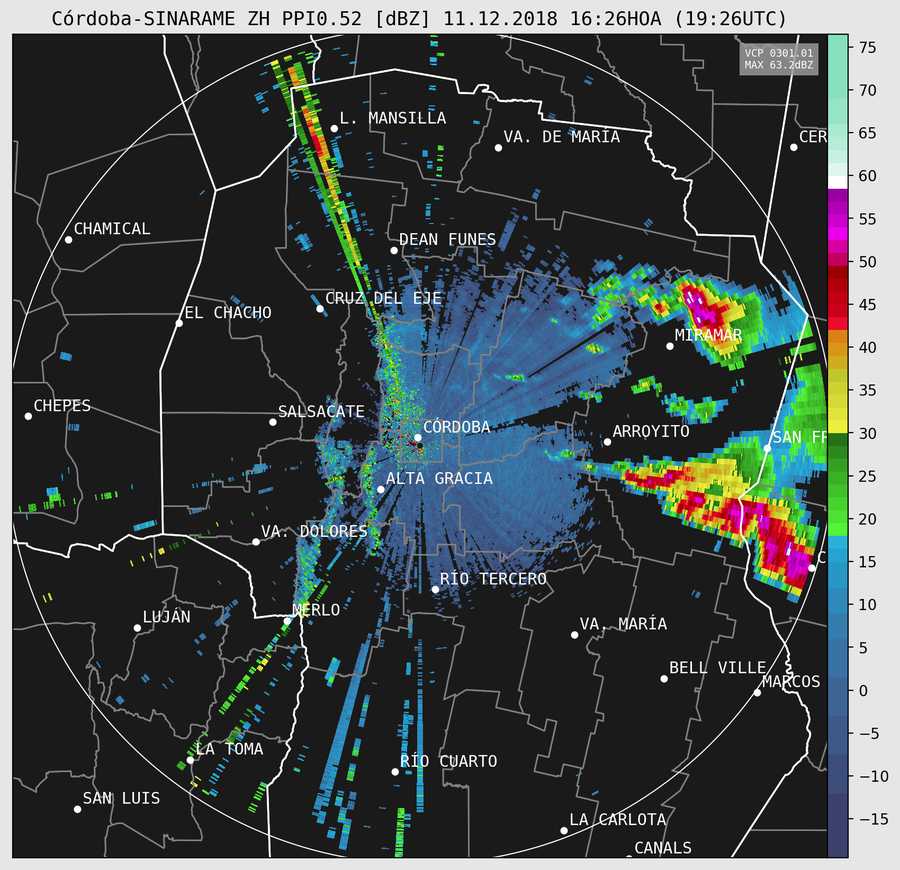 Córdoba-SINARAME ZH PPI0.52 [dBZ] 11.12.2018 16:26HOA (19:26UTC)
VCP 0301.01
MAX 63.2dBZ
75
70
65
60
55
50
45
40
35
30
25
20
15
10
5
0
−5
−10
−15
L. MANSILLA
VA. DE MARÍA
CER
CHAMICAL
DEAN FUNES
CRUZ DEL EJE
EL CHACHO
MIRAMAR
CHEPES
SALSACATE
CÓRDOBA
ARROYITO
SAN FR
ALTA GRACIA
VA. DOLORES
C
RÍO TERCERO
MERLO
LUJÁN
VA. MARÍA
BELL VILLE
MARCOS
LA TOMA
RÍO CUARTO
SAN LUIS
LA CARLOTA
CANALS